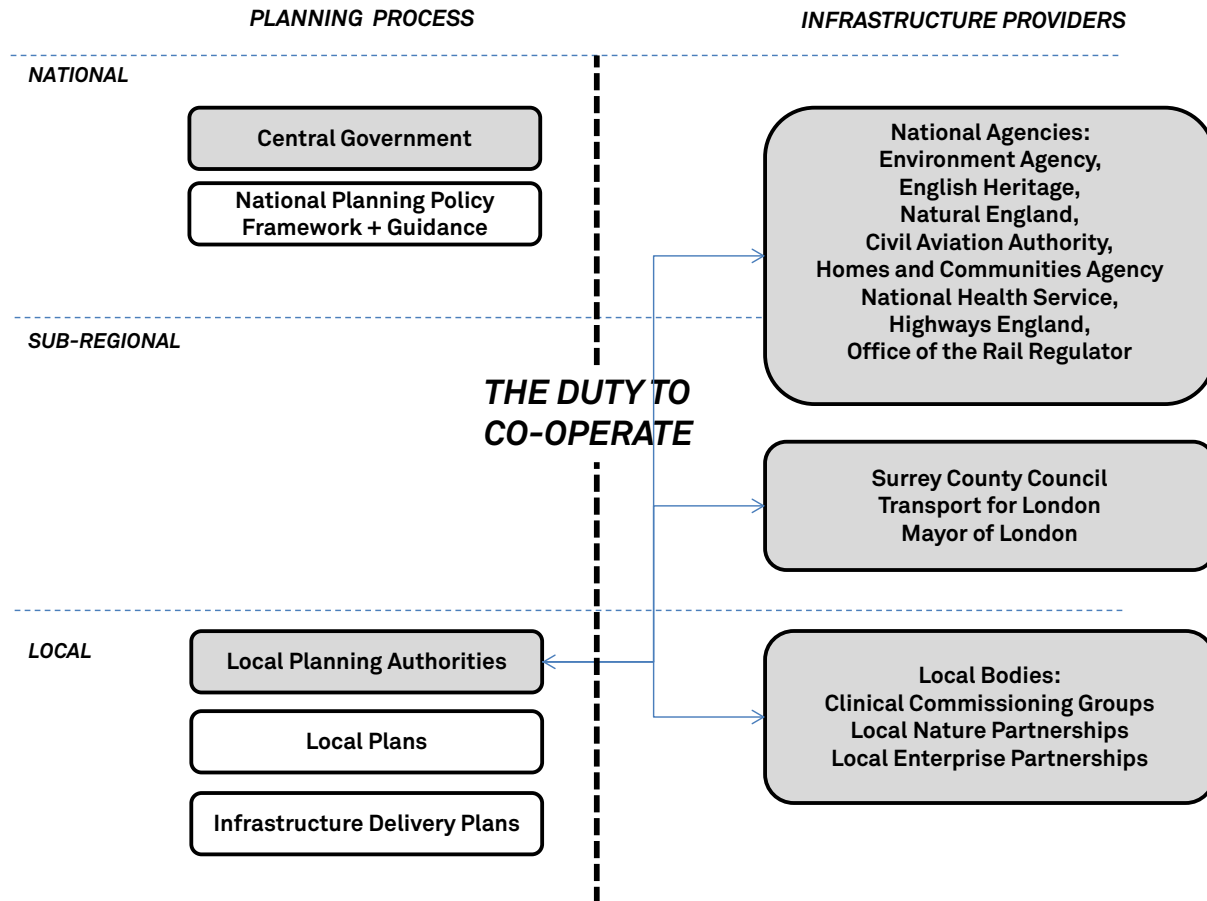 PLANNING PROCESS
INFRASTRUCTURE PROVIDERS
NATIONAL
Central Government
National Planning Policy
Framework + Guidance
National Agencies:
Environment Agency,
English Heritage,
Natural England,
Civil Aviation Authority,
Homes and Communities Agency
National Health Service,
Highways England,
Office of the Rail Regulator
SUB-REGIONAL
THE DUTY TO
CO-OPERATE
Surrey County Council
Transport for London
Mayor of London
LOCAL
Local Planning Authorities
Local Plans
Infrastructure Delivery Plans
Local Bodies:
Clinical Commissioning Groups
Local Nature Partnerships
Local Enterprise Partnerships